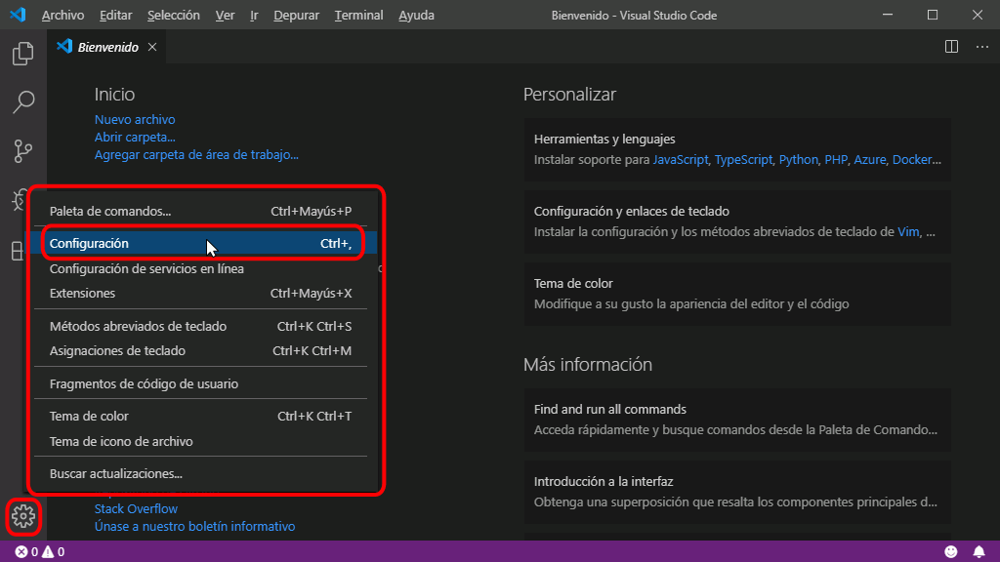 Archivo Editar Selección Ver Ir Depurar Terminal Ayuda
Bienvenido - Visual Studio Code
Bienvenido
Inicio
Nuevo archivo
Abrir carpeta...
Agregar carpeta de área de trabajo...
Paleta de comandos... Ctrl+Mayús+P
Configuración Ctrl+,
Configuración de servicios en línea
Extensiones Ctrl+Mayús+X
Métodos abreviados de teclado Ctrl+K Ctrl+S
Asignaciones de teclado Ctrl+K Ctrl+M
Fragmentos de código de usuario
Tema de color Ctrl+K Ctrl+T
Tema de icono de archivo
Buscar actualizaciones...
Stack Overflow
Únase a nuestro boletín informativo
Personalizar
Herramientas y lenguajes
Instalar soporte para JavaScript, TypeScript, Python, PHP, Azure, Docker...
Configuración y enlaces de teclado
Instalar la configuración y los métodos abreviados de teclado de Vim, ...
Tema de color
Modifique a su gusto la apariencia del editor y el código
Más información
Find and run all commands
Acceda rápidamente y busque comandos desde la Paleta de Comando...
Introducción a la interfaz
Obtenga una superposición que resalta los componentes principales d...
0 0